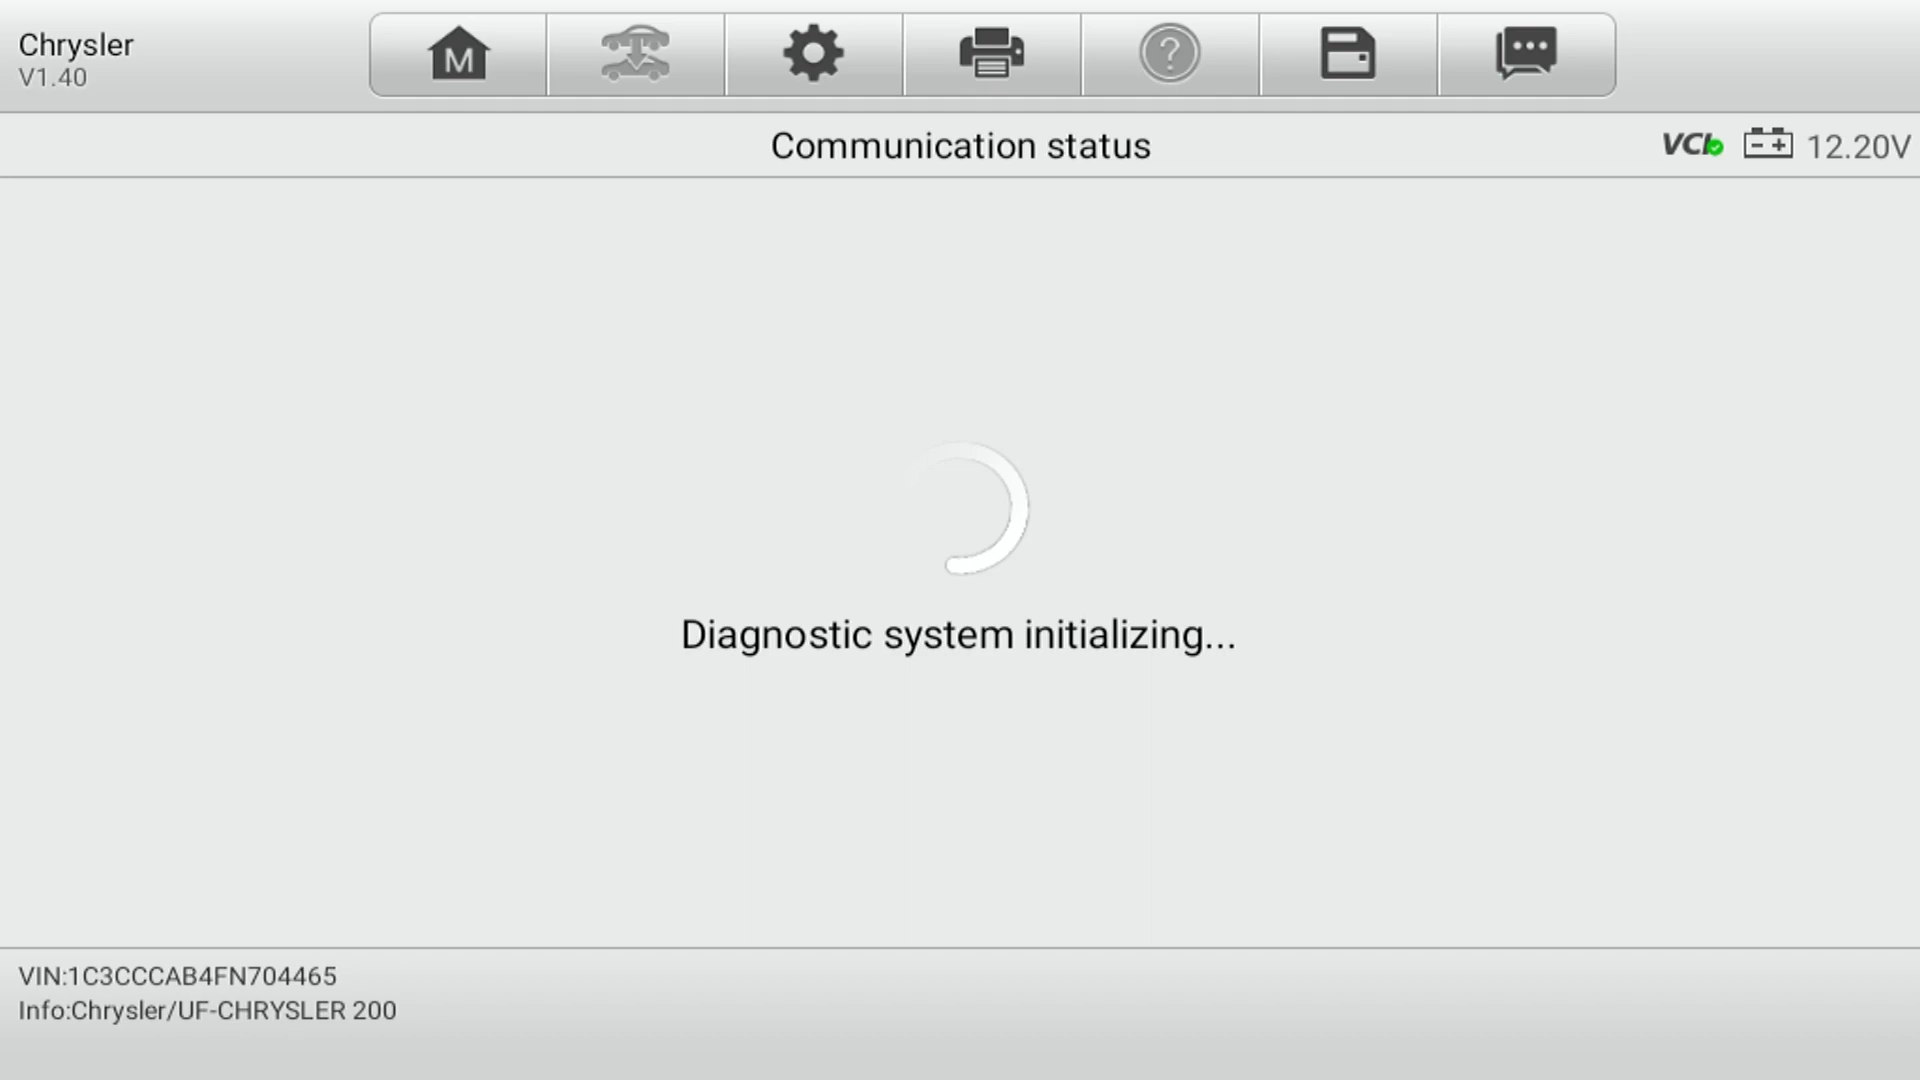 Chrysler
V1.40
M
?
Communication status
VCI
12.20V
Diagnostic system initializing...
VIN:1C3CCCAB4FN704465
Info:Chrysler/UF-CHRYSLER 200